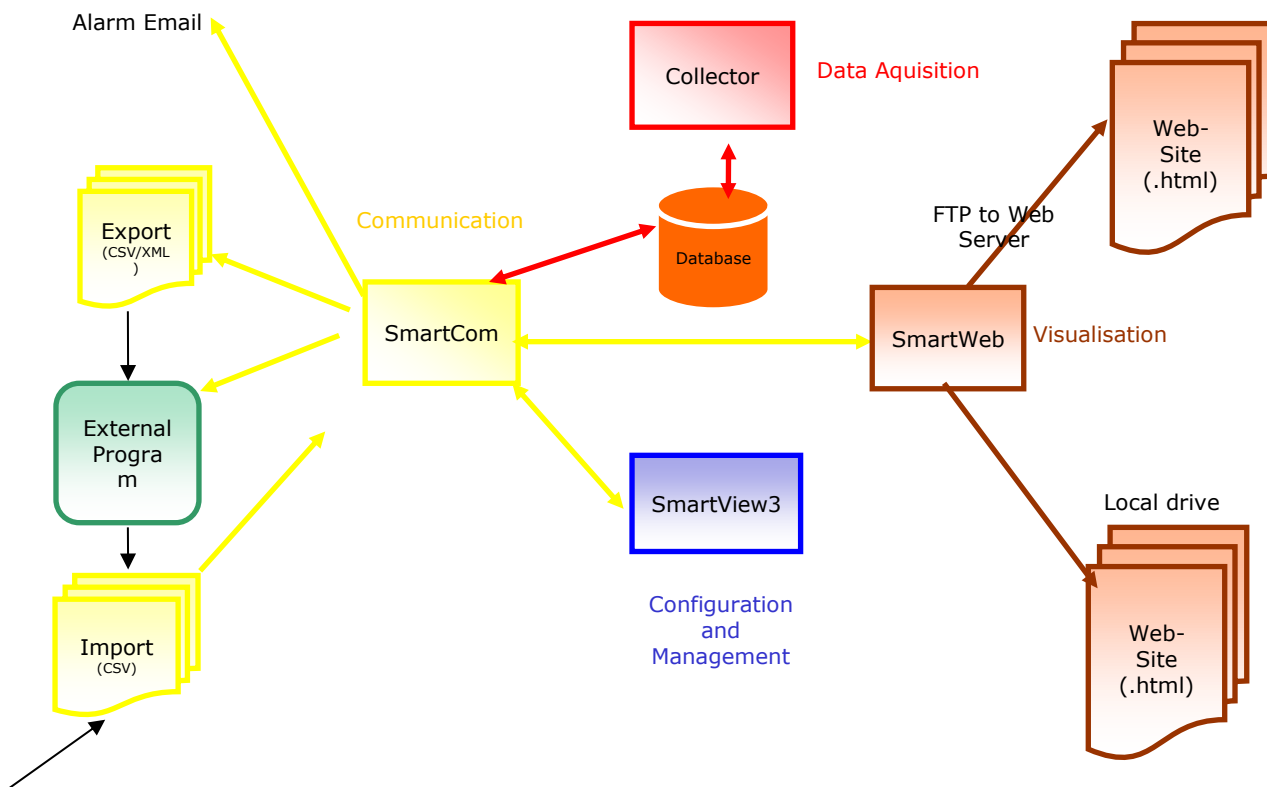 Alarm Email
Collector
Data Aquisition
Web-
Site
(.html)
Export
(CSV/XML
)
Communication
FTP to Web
Server
Database
SmartCom
SmartWeb
Visualisation
External
Progra
m
SmartView3
Local drive
Configuration
and
Management
Import
(CSV)
Web-
Site
(.html)